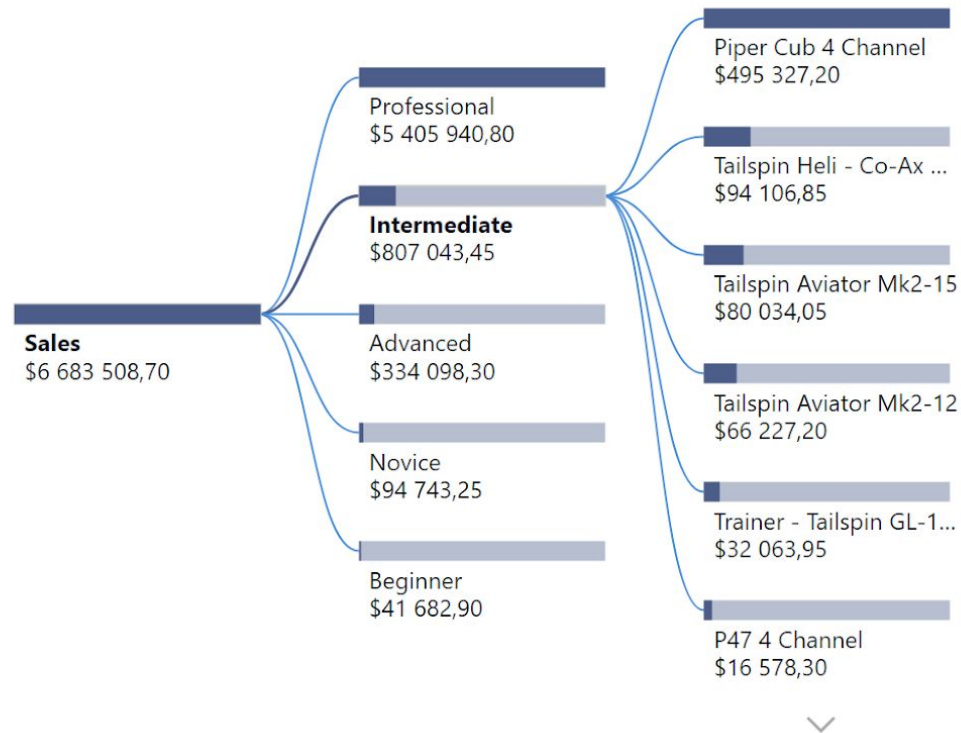 Sales
$6 683 508,70
Professional
$5 405 940,80
Intermediate
$807 043,45
Advanced
$334 098,30
Novice
$94 743,25
Beginner
$41 682,90
Piper Cub 4 Channel
$495 327,20
Tailspin Heli - Co-Ax ...
$94 106,85
Tailspin Aviator Mk2-15
$80 034,05
Tailspin Aviator Mk2-12
$66 227,20
Trainer - Tailspin GL-1...
$32 063,95
P47 4 Channel
$16 578,30